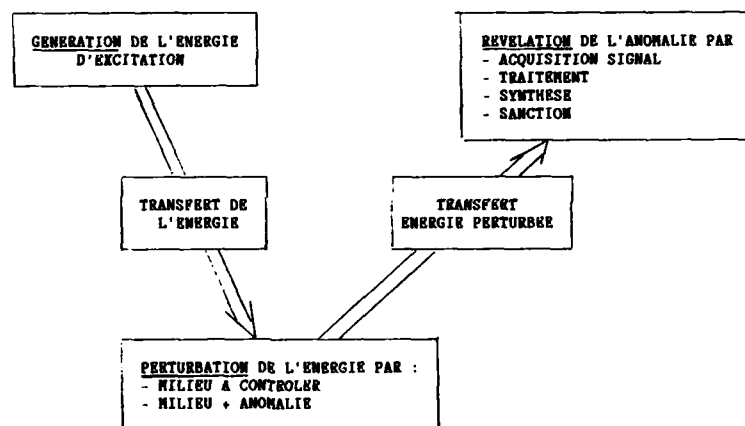 GENERATION DE L'ENERGIE
D'EXCITATION
REVELATION DE L'ANOMALIE PAR
- ACQUISITION SIGNAL
- TRAITEMENT
- SYNTHESE
- SANCTION
TRANSFERT DE
L'ENERGIE
TRANSFERT
ENERGIE PERTURBEE
PERTURBATION DE L'ENERGIE PAR :
- MILIEU A CONTROLER
- MILIEU + ANOMALIE